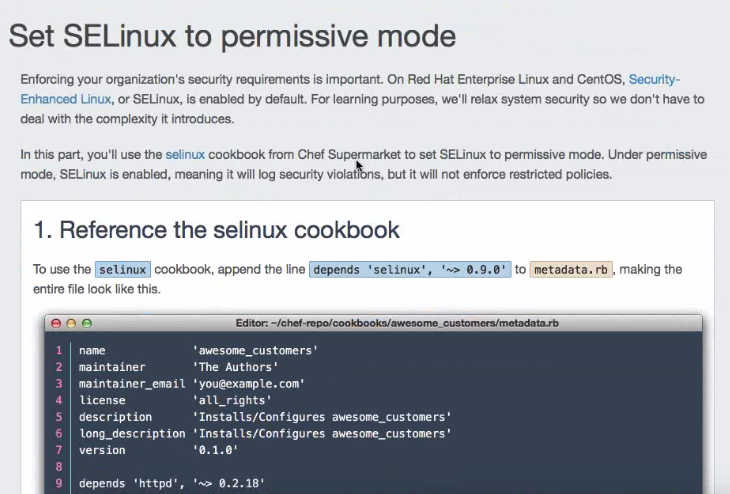 Set SELinux to permissive mode
Enforcing your organization's security requirements is important. On Red Hat Enterprise Linux and CentOS, Security-
Enhanced Linux, or SELinux, is enabled by default. For learning purposes, we'll relax system security so we don't have to
deal with the complexity it introduces.
In this part, you'll use the selinux cookbook from Chef Supermarket to set SELinux to permissive mode. Under permissive
mode, SELinux is enabled, meaning it will log security violations, but it will not enforce restricted policies.
1. Reference the selinux cookbook
To use the selinux cookbook, append the line depends 'selinux', '~> 0.9.0' to metadata.rb, making the
entire file look like this.
Editor: ~/chef-repo/cookbooks/awesome_customers/metadata.rb
1 name 'awesome_customers'
2 maintainer 'The Authors'
3 maintainer_email 'you@example.com'
4 license 'all_rights'
5 description 'Installs/Configures awesome_customers'
6 long_description 'Installs/Configures awesome_customers'
7 version '0.1.0'
8
9 depends 'httpd', '~> 0.2.18'